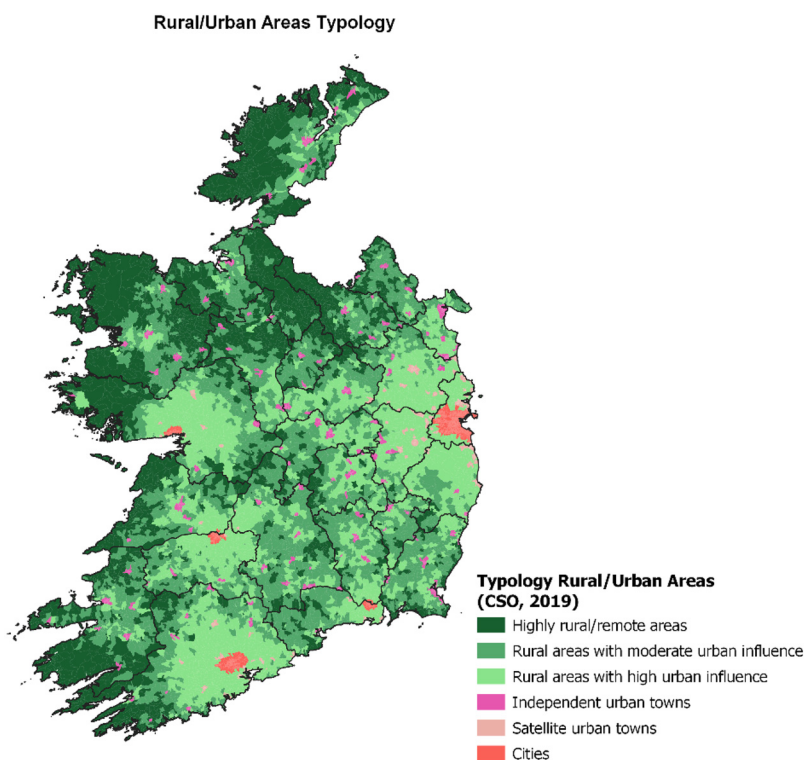 Rural/Urban Areas Typology
Typology Rural/Urban Areas
(CSO, 2019)
Highly rural/remote areas
Rural areas with moderate urban influence
Rural areas with high urban influence
Independent urban towns
Satellite urban towns
Cities